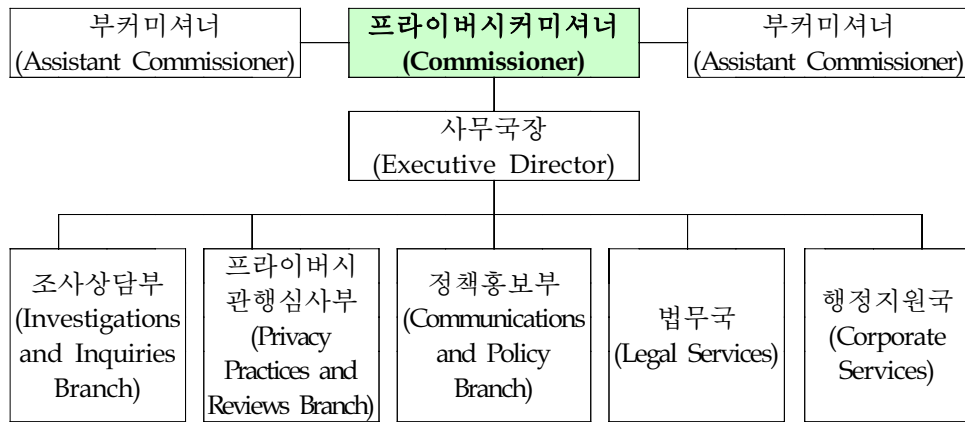 부커미셔너
(Assistant Commissioner)
프라이버시커미셔너
(Commissioner)
부커미셔너
(Assistant Commissioner)
사무국장
(Executive Director)
조사상담부
(Investigations
and Inquiries
Branch)
프라이버시
관행심사부
(Privacy
Practices and
Reviews Branch)
정책홍보부
(Communications
and Policy
Branch)
법무국
(Legal Services)
행정지원국
(Corporate
Services)